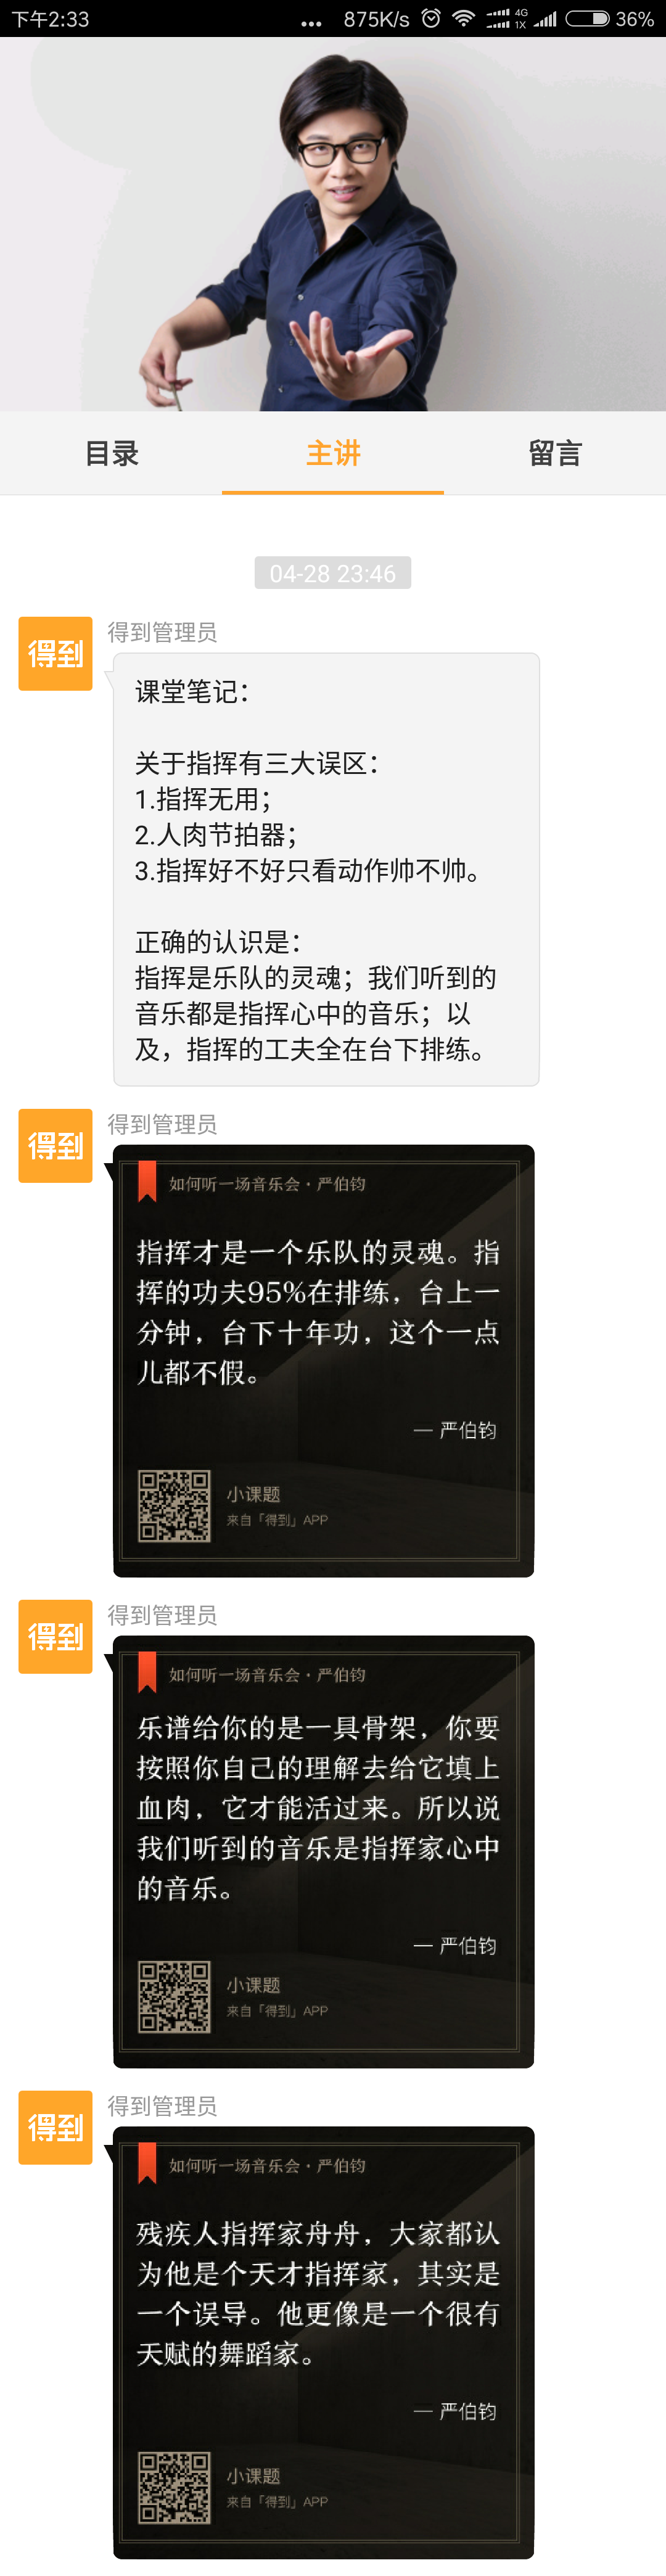 下午2:33
... 875K/s 4G 1X 36%
目录
主讲
留言
04-28 23:46
得到
得到管理员
课堂笔记：
关于指挥有三大误区：
1.指挥无用；
2.人肉节拍器；
3.指挥好不好只看动作帅不帅。
正确的认识是：
指挥是乐队的灵魂；我们听到的
音乐都是指挥心中的音乐；以
及，指挥的工夫全在台下排练。
得到
得到管理员
如何听一场音乐会·严伯钧
指挥才是一个乐队的灵魂。指
挥的功夫95%在排练，台上一
分钟，台下十年功，这个一点
儿都不假。
— 严伯钧
小课题
来自「得到」APP
得到
得到管理员
如何听一场音乐会·严伯钧
乐谱给你的是一具骨架，你要
按照你自己的理解去给它填上
血肉，它才能活过来。所以说
我们听到的音乐是指挥家心中
的音乐。
— 严伯钧
小课题
来自「得到」APP
得到
得到管理员
如何听一场音乐会·严伯钧
残疾人指挥家舟舟，大家都认
为他是个天才指挥家，其实是
一个误导。他更像是一个很有
天赋的舞蹈家。
— 严伯钧
小课题
来自「得到」APP